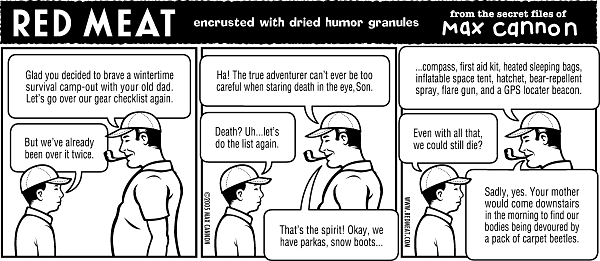 RED MEAT
encrusted with dried humor granules
from the secret files of
Max cannon
Glad you decided to brave a wintertime
survival camp-out with your old dad.
Let's go over our gear checklist again.
But we've already
been over it twice.
Ha! The true adventurer can't ever be too
careful when staring death in the eye, Son.
Death? Uh...let's
do the list again.
That's the spirit! Okay, we
have parkas, snow boots...
©2005 MAX CANNON
...compass, first aid kit, heated sleeping bags,
inflatable space tent, hatchet, bear-repellent
spray, flare gun, and a GPS locater beacon.
Even with all that,
we could still die?
Sadly, yes. Your mother
would come downstairs
in the morning to find our
bodies being devoured by
a pack of carpet beetles.
WWW.REDMEAT.COM